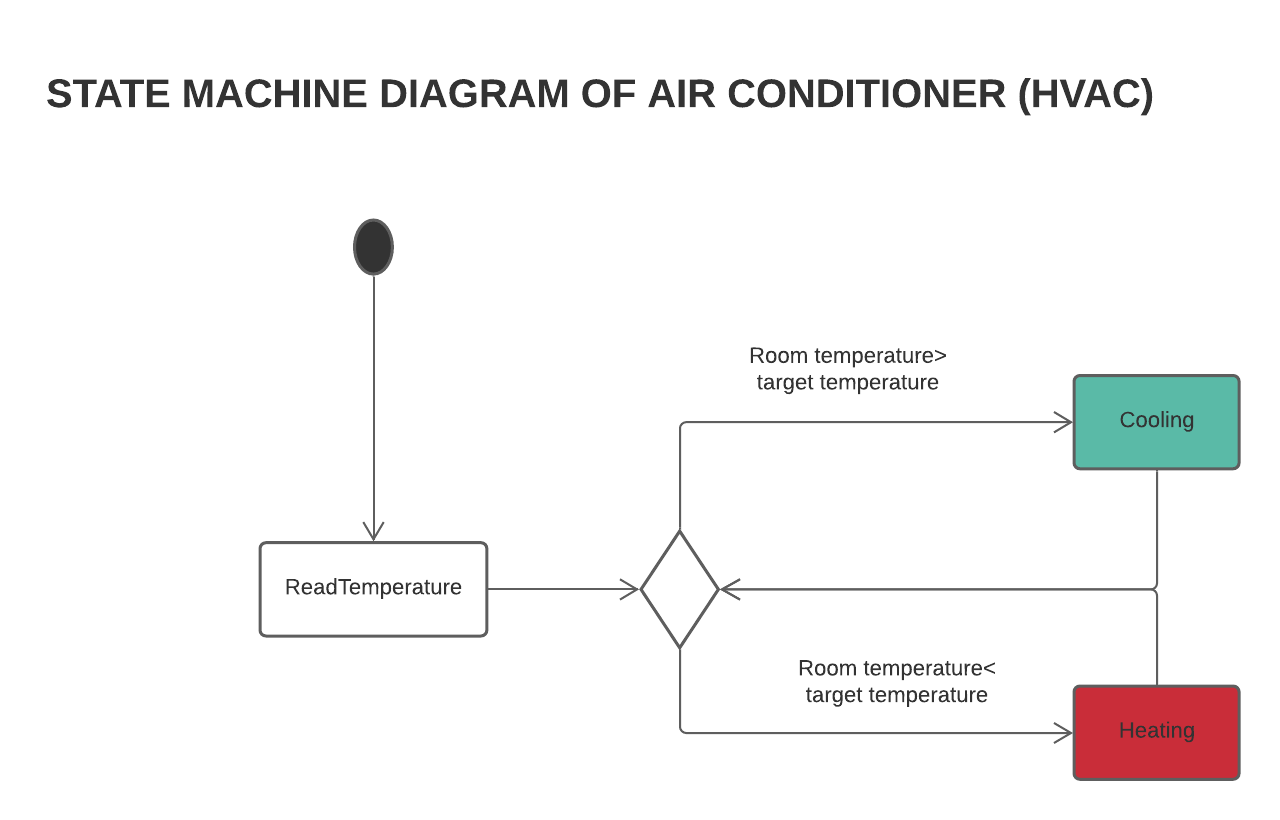 STATE MACHINE DIAGRAM OF AIR CONDITIONER (HVAC)
Room temperature>
target temperature
Cooling
ReadTemperature
Room temperature<
target temperature
Heating